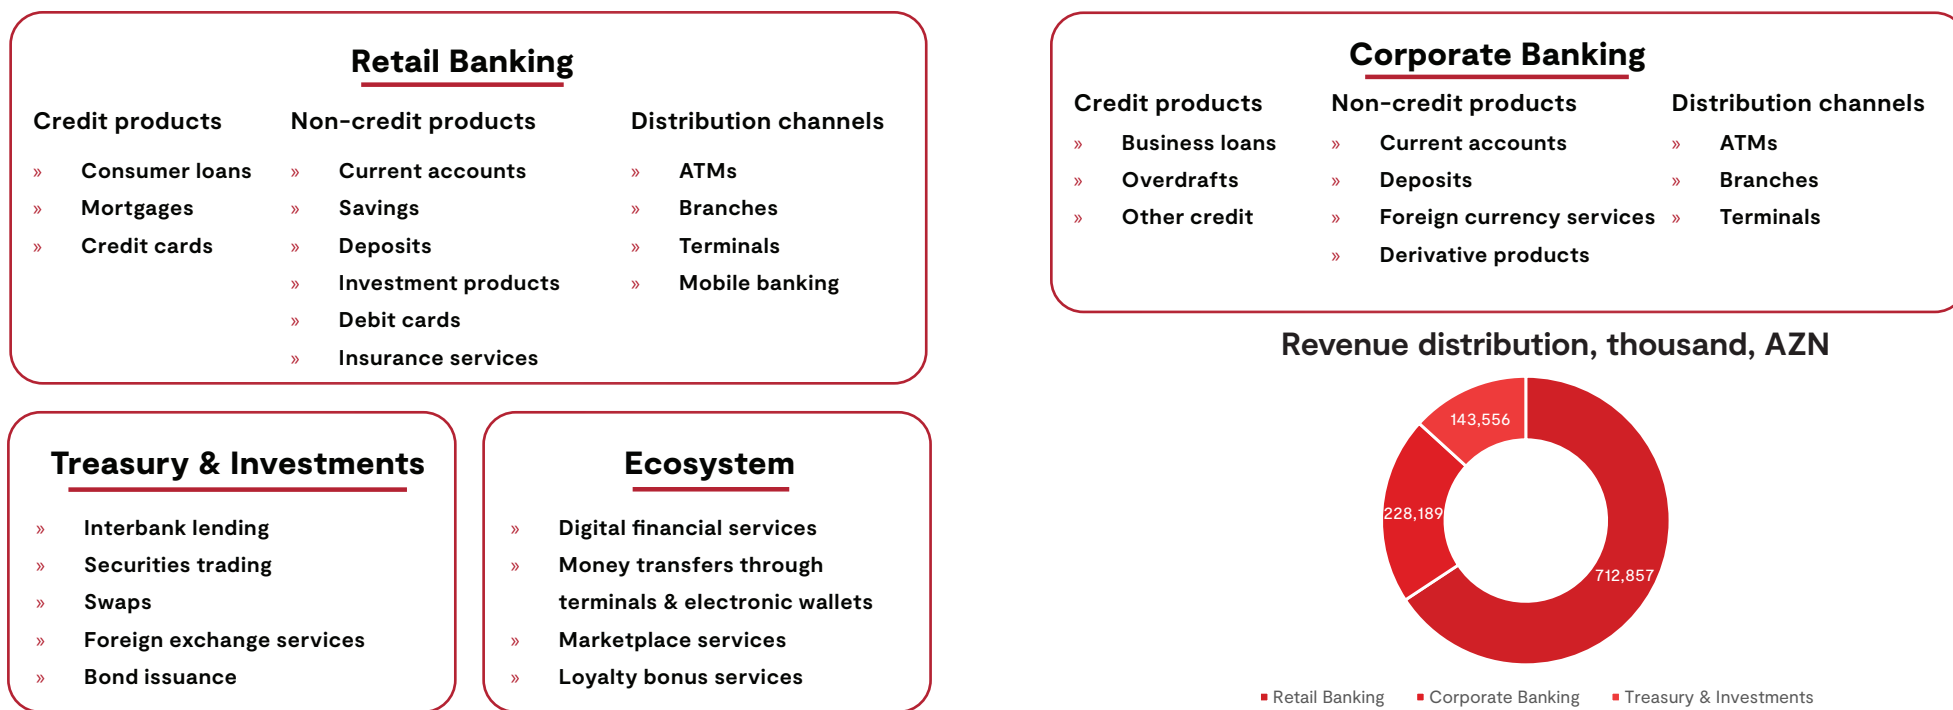 Retail Banking
Credit products
» Consumer loans
» Mortgages
» Credit cards
Non-credit products
» Current accounts
» Savings
» Deposits
» Investment products
» Debit cards
» Insurance services
Distribution channels
» ATMs
» Branches
» Terminals
» Mobile banking
Corporate Banking
Credit products
» Business loans
» Overdrafts
» Other credit
Non-credit products
» Current accounts
» Deposits
» Foreign currency services
» Derivative products
Distribution channels
» ATMs
» Branches
» Terminals
Treasury & Investments
» Interbank lending
» Securities trading
» Swaps
» Foreign exchange services
» Bond issuance
Ecosystem
» Digital financial services
» Money transfers through
terminals & electronic wallets
» Marketplace services
» Loyalty bonus services
Revenue distribution, thousand, AZN
143,556
228,189
712,857
Retail Banking
Corporate Banking
Treasury & Investments